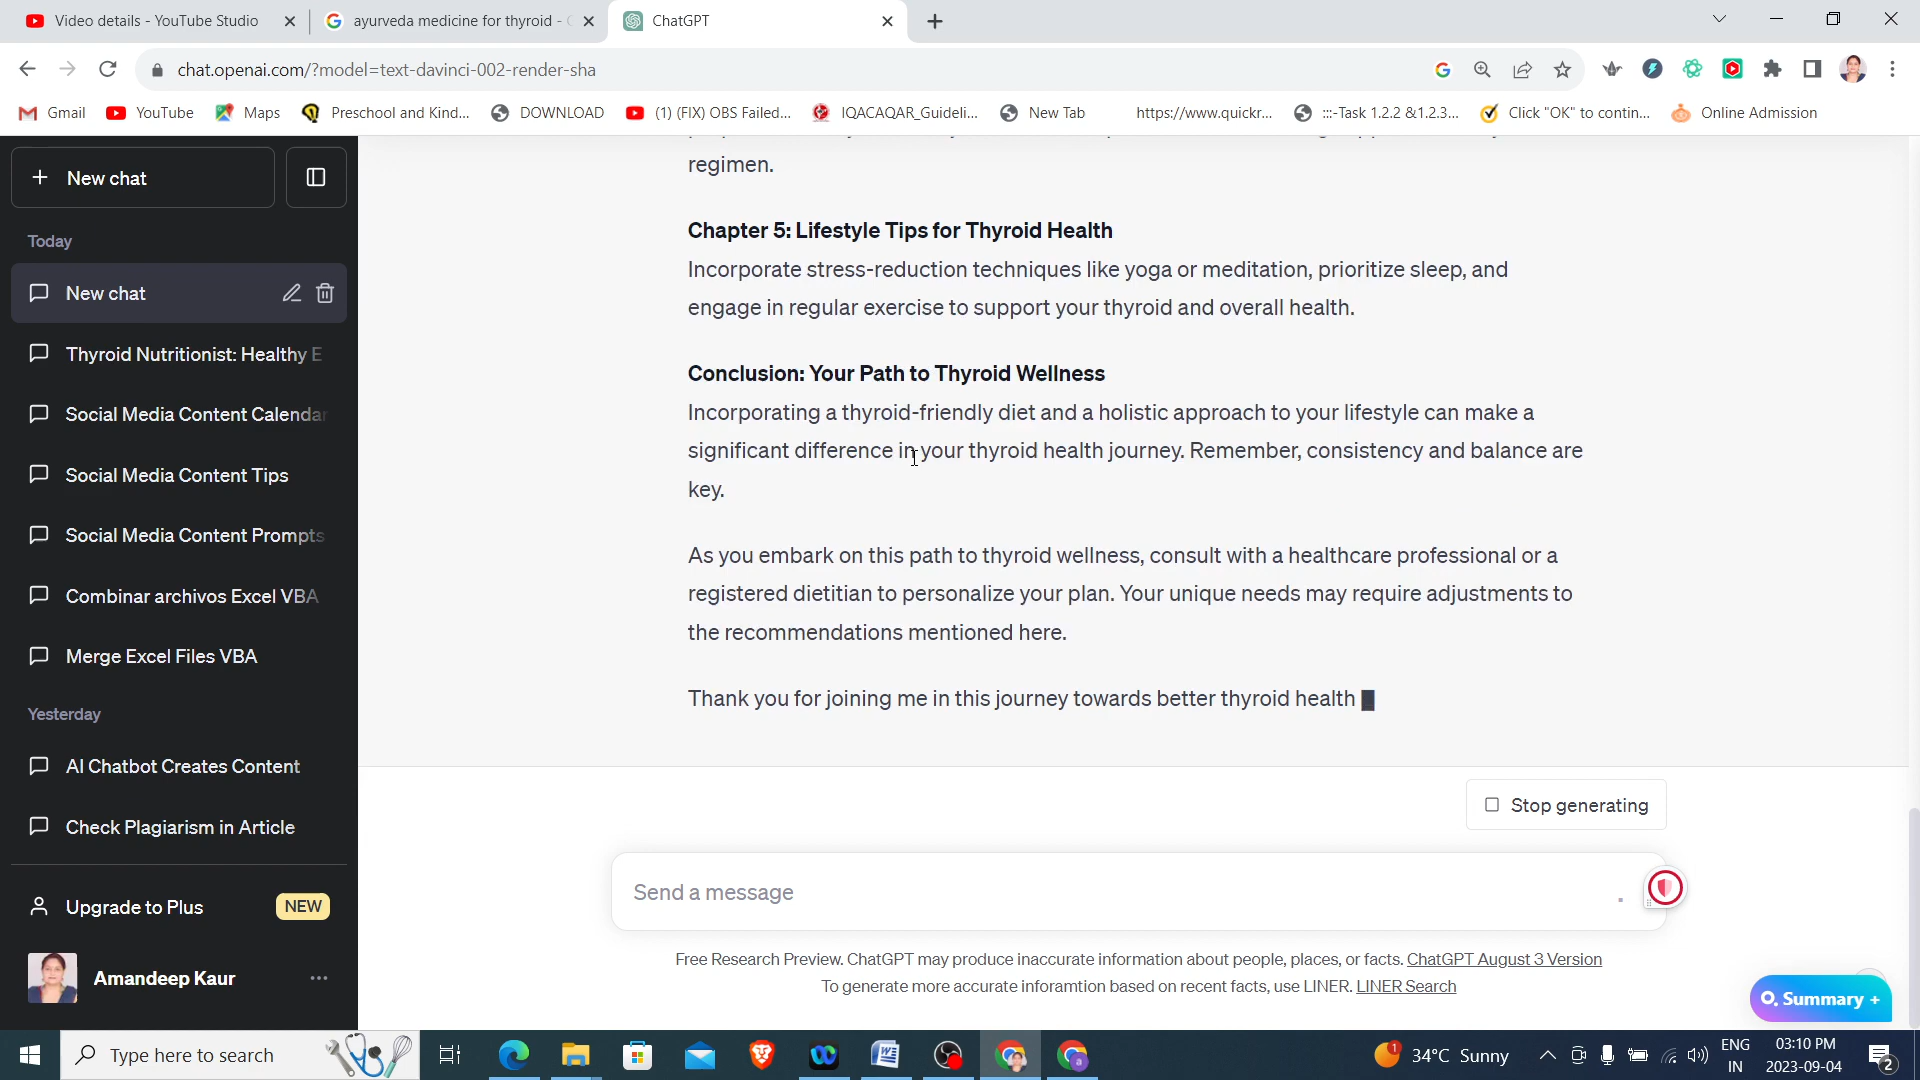 Video details - YouTube Studio
ayurveda medicine for thyroid -
ChatGPT
chat.openai.com/?model=text-davinci-002-render-sha
Gmail
YouTube
Maps
Preschool and Kind...
DOWNLOAD
(1) (FIX) OBS Failed...
IQACAQAR_Guideli...
New Tab
https://www.quickr...
:::-Task 1.2.2 &1.2.3...
Click "OK" to contin...
Online Admission
+ New chat
Today
New chat
Thyroid Nutritionist: Healthy E
Social Media Content Calendar
Social Media Content Tips
Social Media Content Prompts
Combinar archivos Excel VBA
Merge Excel Files VBA
Yesterday
AI Chatbot Creates Content
Check Plagiarism in Article
Upgrade to Plus
NEW
Amandeep Kaur
regimen.
Chapter 5: Lifestyle Tips for Thyroid Health
Incorporate stress-reduction techniques like yoga or meditation, prioritize sleep, and
engage in regular exercise to support your thyroid and overall health.
Conclusion: Your Path to Thyroid Wellness
Incorporating a thyroid-friendly diet and a holistic approach to your lifestyle can make a
significant difference in your thyroid health journey. Remember, consistency and balance are
key.
As you embark on this path to thyroid wellness, consult with a healthcare professional or a
registered dietitian to personalize your plan. Your unique needs may require adjustments to
the recommendations mentioned here.
Thank you for joining me in this journey towards better thyroid health
Stop generating
Send a message
Free Research Preview. ChatGPT may produce inaccurate information about people, places, or facts. ChatGPT August 3 Version
To generate more accurate inforamtion based on recent facts, use LINER. LINER Search
Summary +
Type here to search
1
34°C Sunny
ENG
IN
03:10 PM
2023-09-04
2